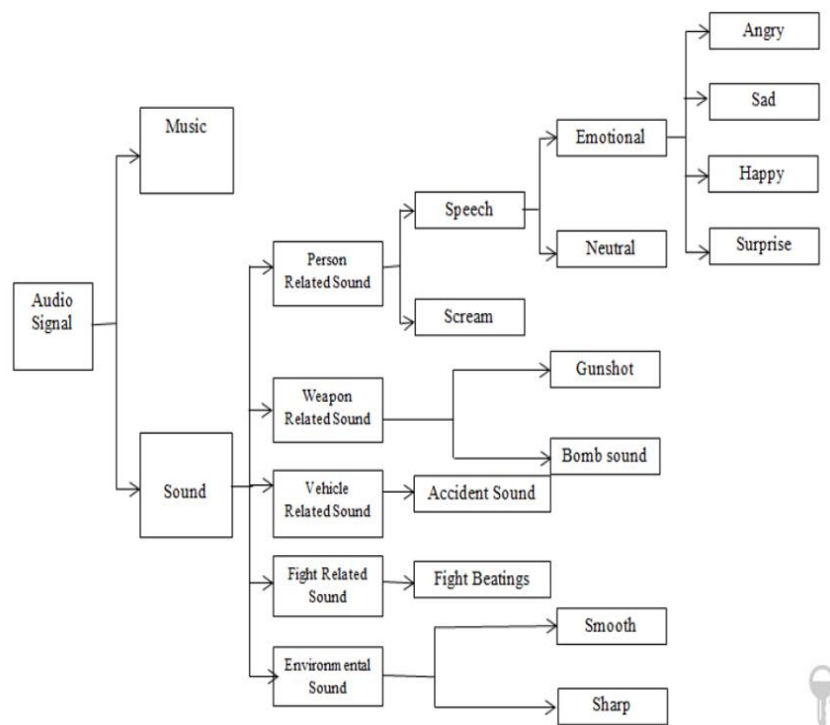 Audio
Signal
Music
Sound
Person
Related Sound
Weapon
Related Sound
Vehicle
Related Sound
Fight Related
Sound
Environmental
Sound
Speech
Scream
Emotional
Neutral
Angry
Sad
Happy
Surprise
Gunshot
Bomb sound
Accident Sound
Fight Beatings
Smooth
Sharp